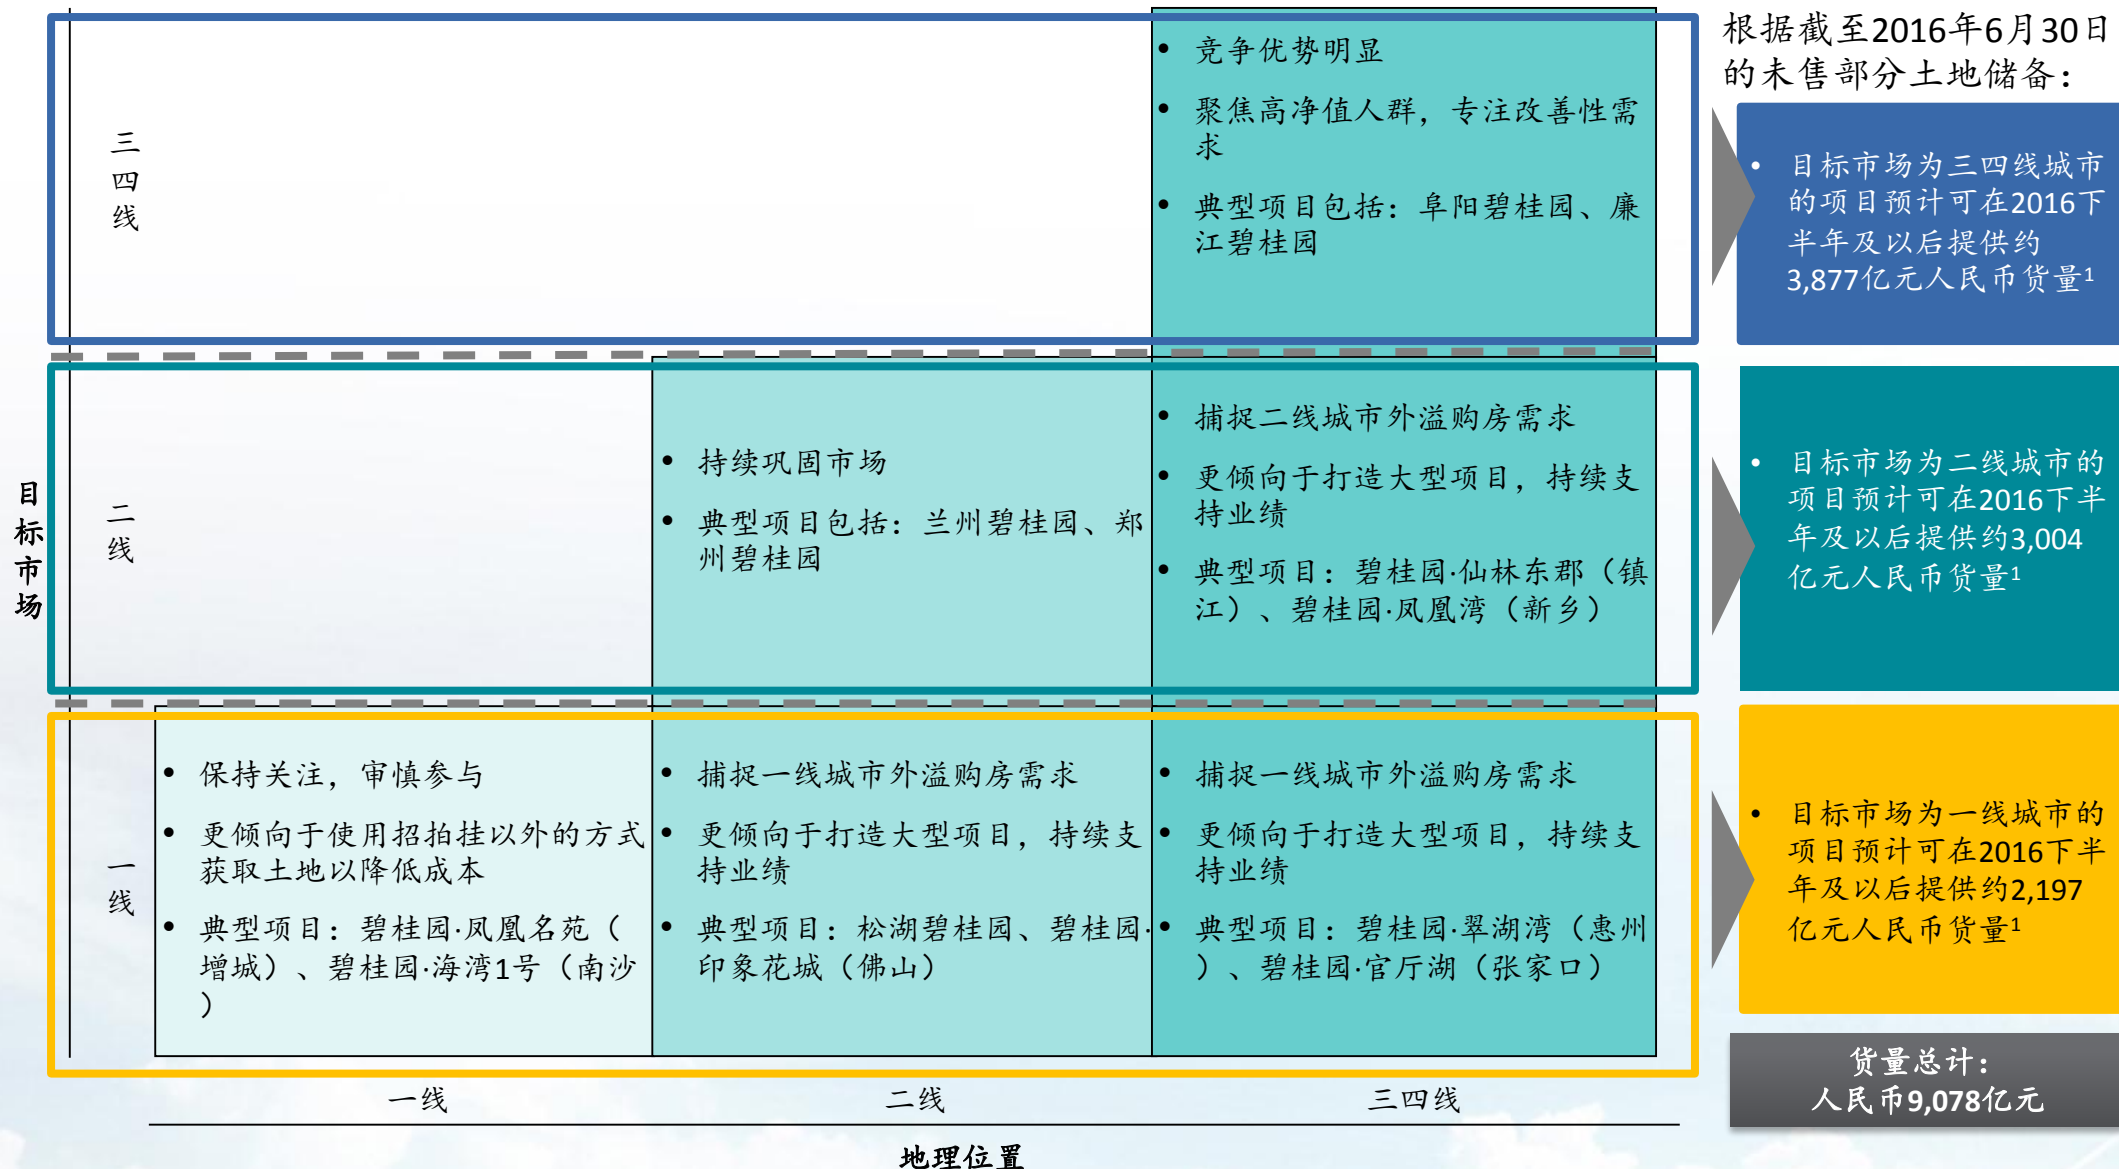 根据截至2016年6月30日
的未售部分土地储备：
目标市场
三四线
• 竞争优势明显
• 聚焦高净值人群，专注改善性需
求
• 典型项目包括：阜阳碧桂园、廉
江碧桂园
• 目标市场为三四线城市
的项目预计可在2016下
半年及以后提供约
3,877亿元人民币货量¹
二线
• 持续巩固市场
• 典型项目包括：兰州碧桂园、郑
州碧桂园
• 捕捉二线城市外溢购房需求
• 更倾向于打造大型项目，持续支
持业绩
• 典型项目：碧桂园·仙林东郡（镇
江）、碧桂园·凤凰湾（新乡）
• 目标市场为二线城市的
项目预计可在2016下半
年及以后提供约3,004
亿元人民币货量¹
一线
• 保持关注，审慎参与
• 更倾向于使用招拍挂以外的方式
获取土地以降低成本
• 典型项目：碧桂园·凤凰名苑（
增城）、碧桂园·海湾1号（南沙
）
• 捕捉一线城市外溢购房需求
• 更倾向于打造大型项目，持续支
持业绩
• 典型项目：松湖碧桂园、碧桂园·
印象花城（佛山）
• 捕捉一线城市外溢购房需求
• 更倾向于打造大型项目，持续支
持业绩
• 典型项目：碧桂园·翠湖湾（惠州
）、碧桂园·官厅湖（张家口）
• 目标市场为一线城市的
项目预计可在2016下半
年及以后提供约2,197
亿元人民币货量¹
货量总计：
人民币9,078亿元
一线
二线
三四线
地理位置